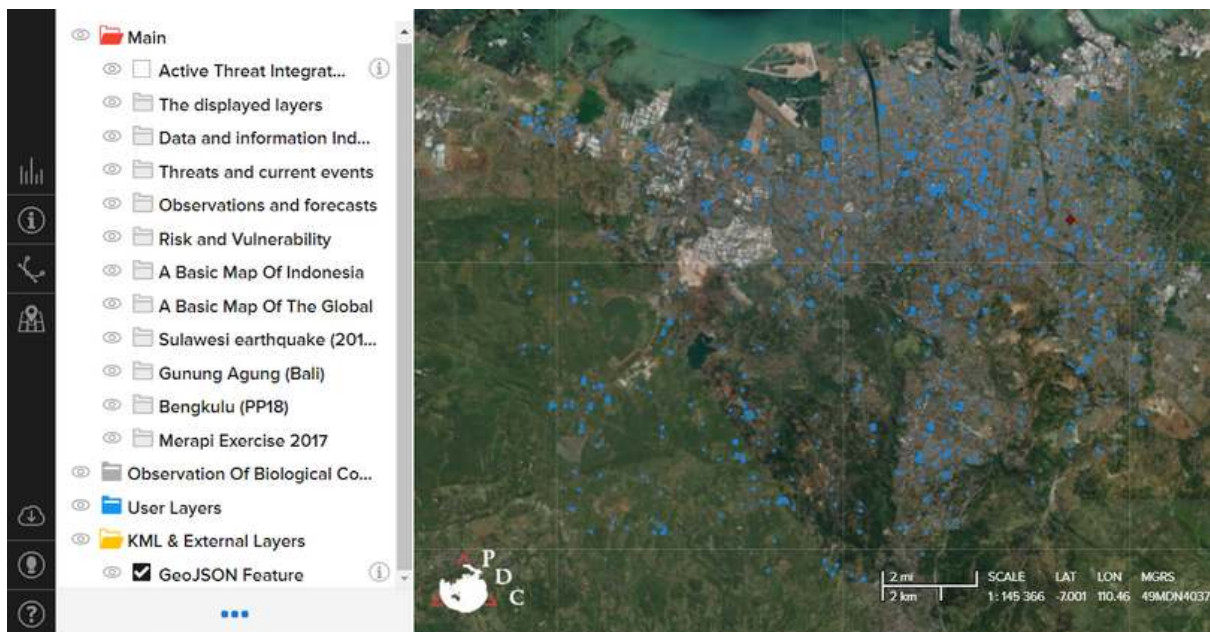 Main
Active Threat Integrat...
The displayed layers
Data and information Ind...
Threats and current events
Observations and forecasts
Risk and Vulnerability
A Basic Map Of Indonesia
A Basic Map Of The Global
Sulawesi earthquake (201...
Gunung Agung (Bali)
Bengkulu (PP18)
Merapi Exercise 2017
Observation Of Biological Co...
User Layers
KML & External Layers
GeoJSON Feature
P
D
C
2 mi
2 km
SCALE LAT LON MGRS
1: 145 366 -7.001 110.46 49MDN4037